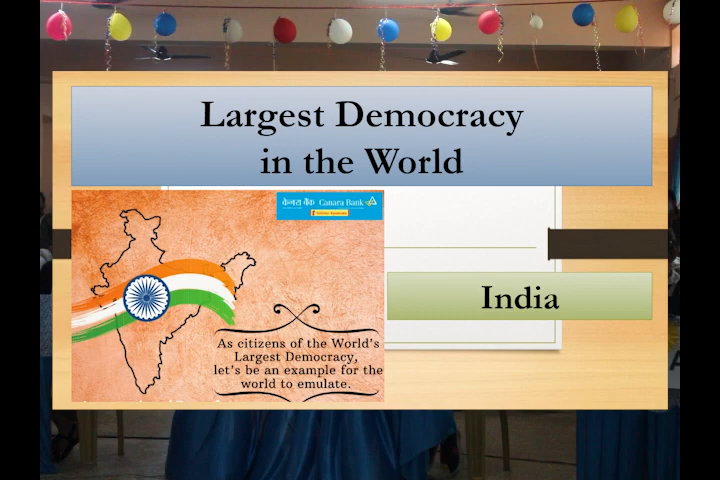 Largest Democracy
in the World
केनरा बैंक Canara Bank
India
As citizens of the World's
Largest Democracy,
let's be an example for the
world to emulate.